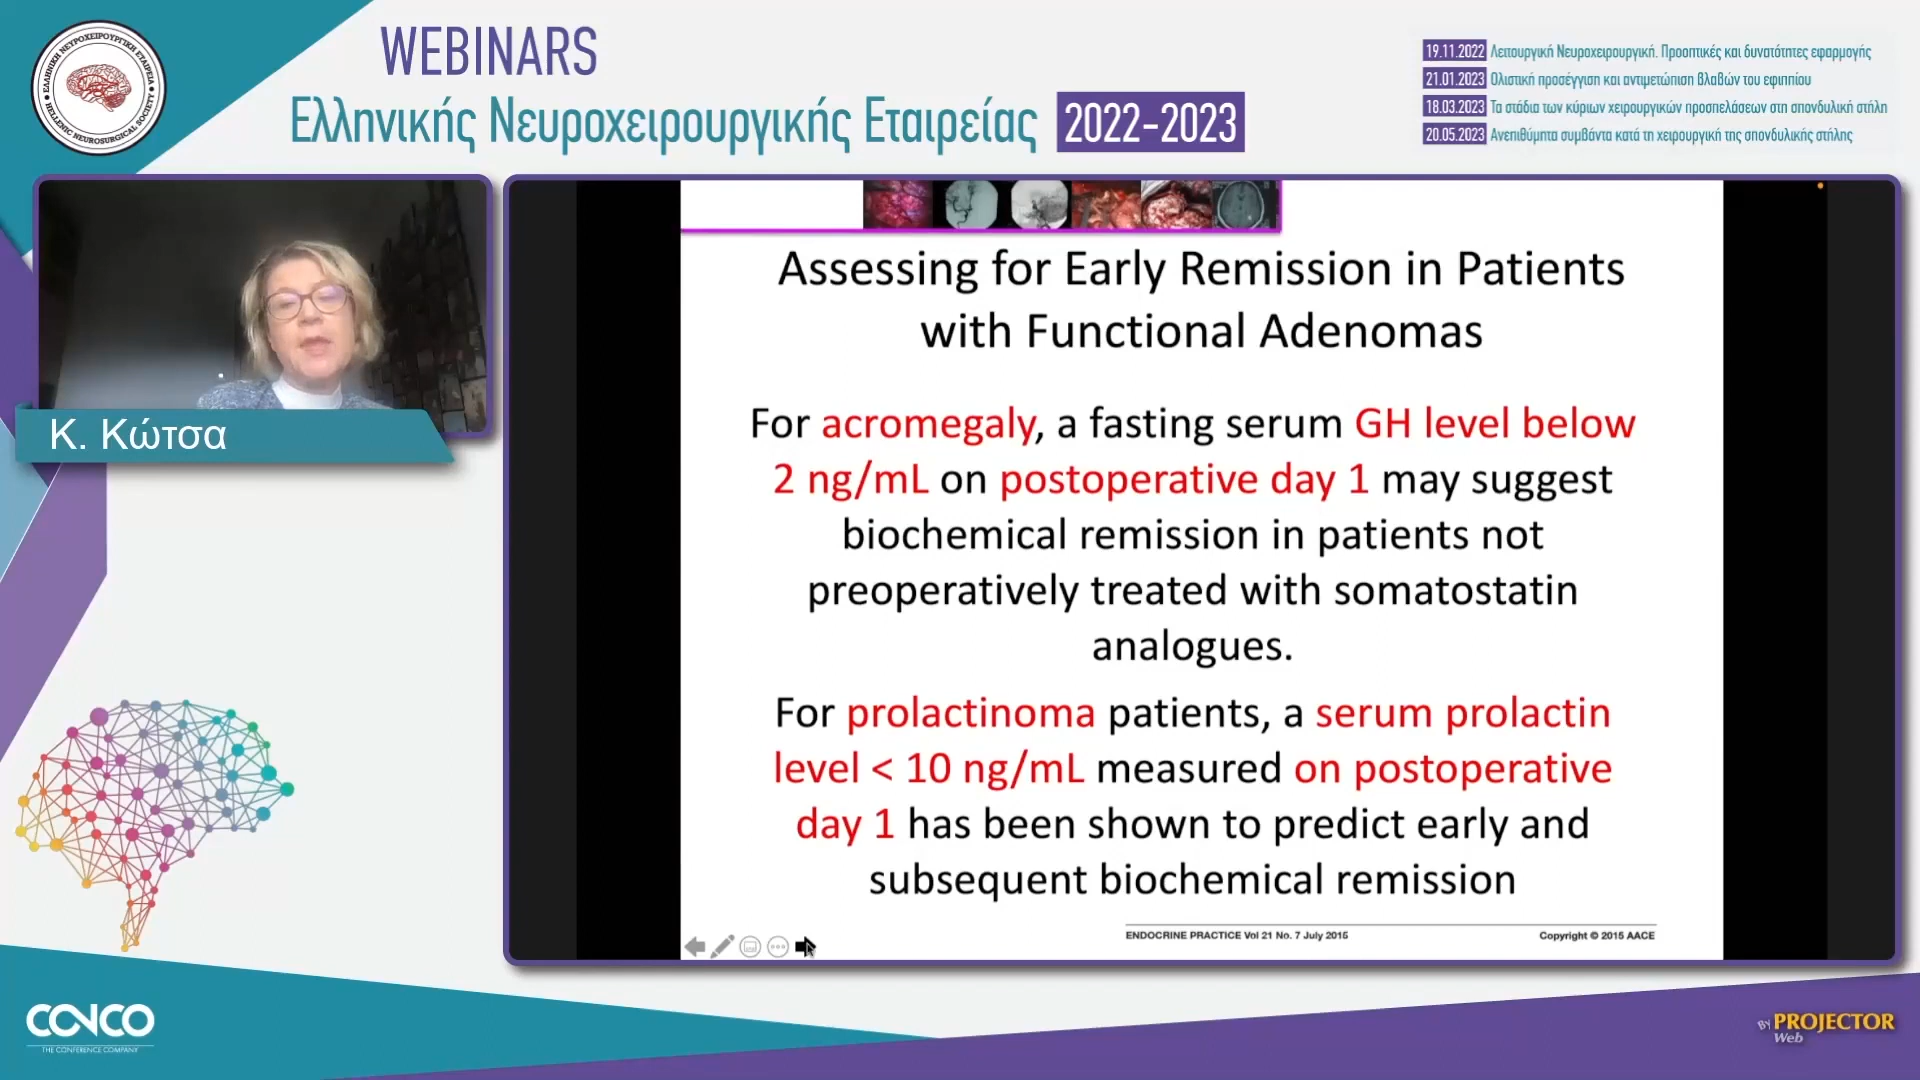 ΕΛΛΗΝΙΚΗ ΝΕΥΡΟΧΕΙΡΟΥΡΓΙΚΗ ΕΤΑΙΡΕΙΑ
HELLENIC NEUROSURGICAL SOCIETY
WEBINARS
Ελληνικής Νευροχειρουργικής Εταιρείας 2022-2023
19.11.2022 Λειτουργική Νευροχειρουργική. Προοπτικές και δυνατότητες εφαρμογής
21.01.2023 Ολιστική προσέγγιση και αντιμετώπιση βλαβών του εφιππίου
18.03.2023 Τα στάδια των κύριων χειρουργικών προσπελάσεων στη σπονδυλική στήλη
20.05.2023 Ανεπιθύμητα συμβάντα κατά τη χειρουργική της σπονδυλικής στήλης
Κ. Κώτσα
Assessing for Early Remission in Patients
with Functional Adenomas
For acromegaly, a fasting serum GH level below
2 ng/mL on postoperative day 1 may suggest
biochemical remission in patients not
preoperatively treated with somatostatin
analogues.
For prolactinoma patients, a serum prolactin
level < 10 ng/mL measured on postoperative
day 1 has been shown to predict early and
subsequent biochemical remission
ENDOCRINE PRACTICE Vol 21 No. 7 July 2015
Copyright © 2015 AACE
CONCO
THE CONFERENCE COMPANY
By PROJECTOR
Web